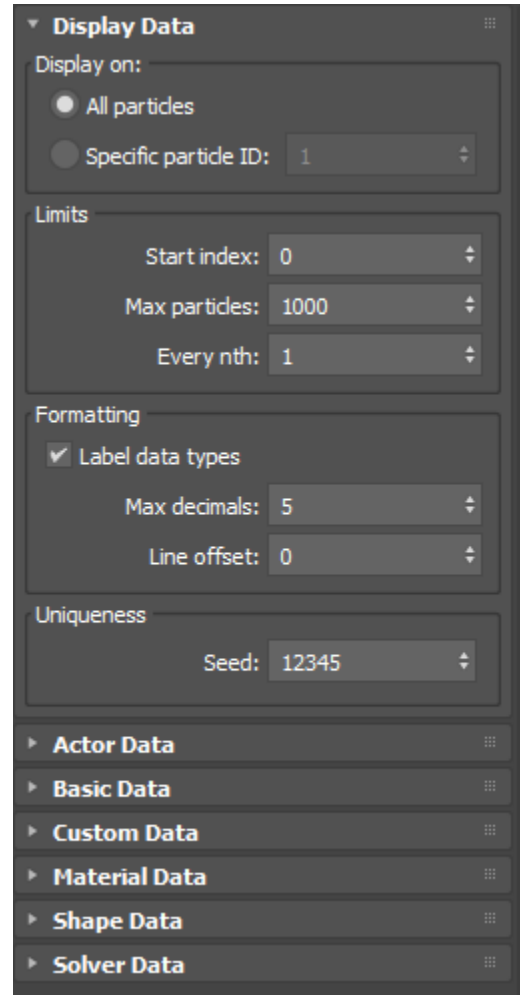 Display Data
Display on:
All particles
Specific particle ID: 1
Limits
Start index: 0
Max particles: 1000
Every nth: 1
Formatting
Label data types
Max decimals: 5
Line offset: 0
Uniqueness
Seed: 12345
Actor Data
Basic Data
Custom Data
Material Data
Shape Data
Solver Data